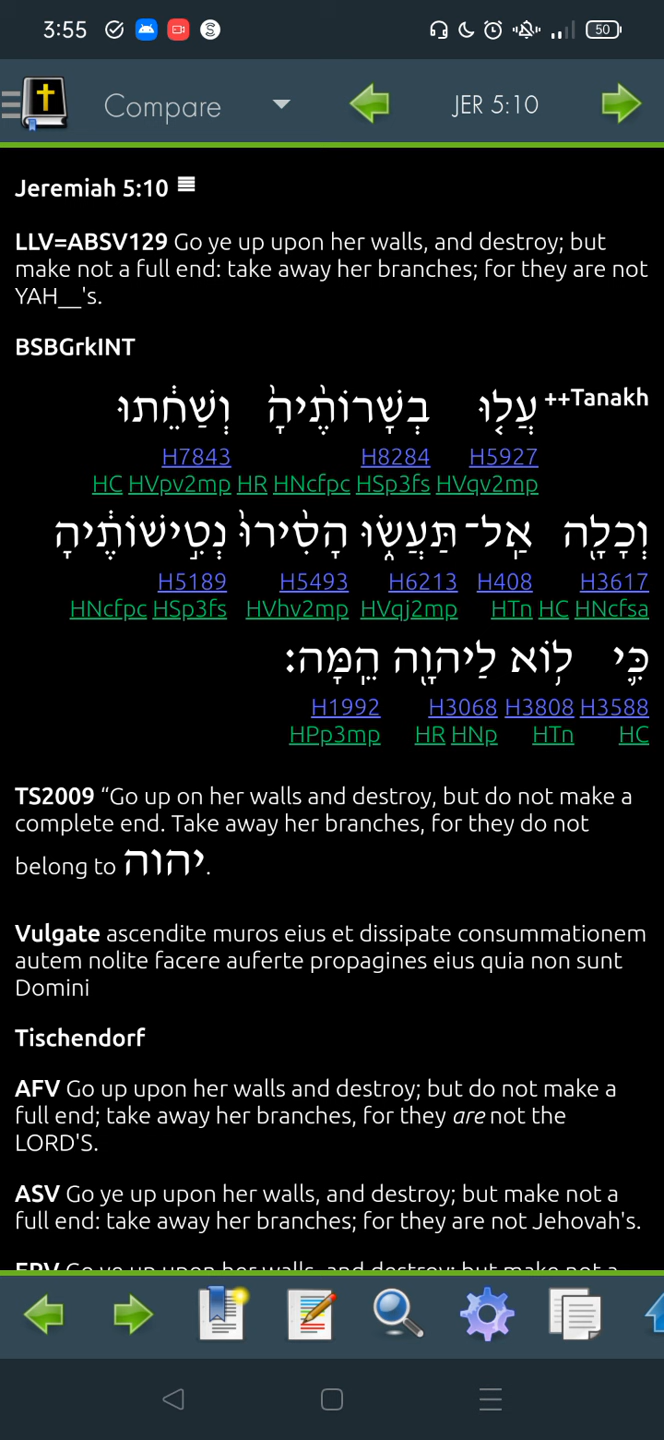 3:55
50
Compare
JER 5:10
Jeremiah 5:10
LLV=ABSV129 Go ye up upon her walls, and destroy; but
make not a full end: take away her branches; for they are not
YAH__'s.
BSBGrkINT
++Tanakh עֲל֤וּ בְשָׁרוֹתֶ֙יהָ֙ וְשַׁחֵ֔תוּ
H7843 H8284 H5927
HC HVpv2mp HR HNcfpc HSp3fs HVqv2mp
וְכָלָ֖ה אַֽל־ תַּעֲשׂ֑וּ הָסִ֙ירוּ֙ נְטִ֣ישׁוֹתֶ֔יהָ
H5189 H5493 H6213 H408 H3617
HNcfpc HSp3fs HVhv2mp HVqj2mp HTn HC HNcfsa
כִּ֛י ל֥וֹא לַיהוָ֖ה הֵֽמָּה׃
H1992 H3068 H3808 H3588
HPp3mp HR HNp HTn HC
TS2009 “Go up on her walls and destroy, but do not make a
complete end. Take away her branches, for they do not
belong to יהוה.
Vulgate ascendite muros eius et dissipate consummationem
autem nolite facere auferte propagines eius quia non sunt
Domini
Tischendorf
AFV Go up upon her walls and destroy; but do not make a
full end; take away her branches, for they are not the
LORD'S.
ASV Go ye up upon her walls, and destroy; but make not a
full end: take away her branches; for they are not Jehovah's.